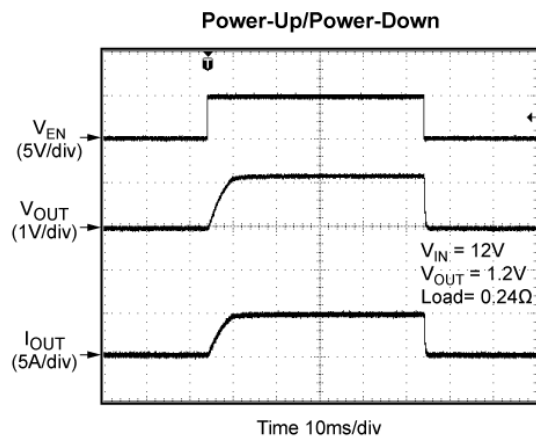 Power-Up/Power-Down
T
V_EN
(5V/div)
V_OUT
(1V/div)
V_IN = 12V
V_OUT = 1.2V
Load= 0.24Ω
I_OUT
(5A/div)
Time 10ms/div